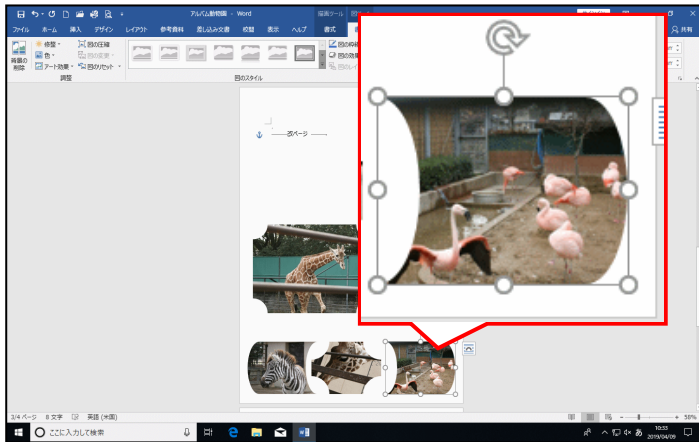 アルバム動物園 - Word
描画ツール
ファイル ホーム 挿入 デザイン レイアウト 参考資料 差し込み文書 校閲 表示 ヘルプ 書式
共有
背景の
削除
修整
色
アート効果
図の圧縮
図の変更
図のリセット
調整
図のスタイル
改ページ
3/4 ページ 8 文字 英語 (米国)
58%
ここに入力して検索
あ
10:55
2019/04/09